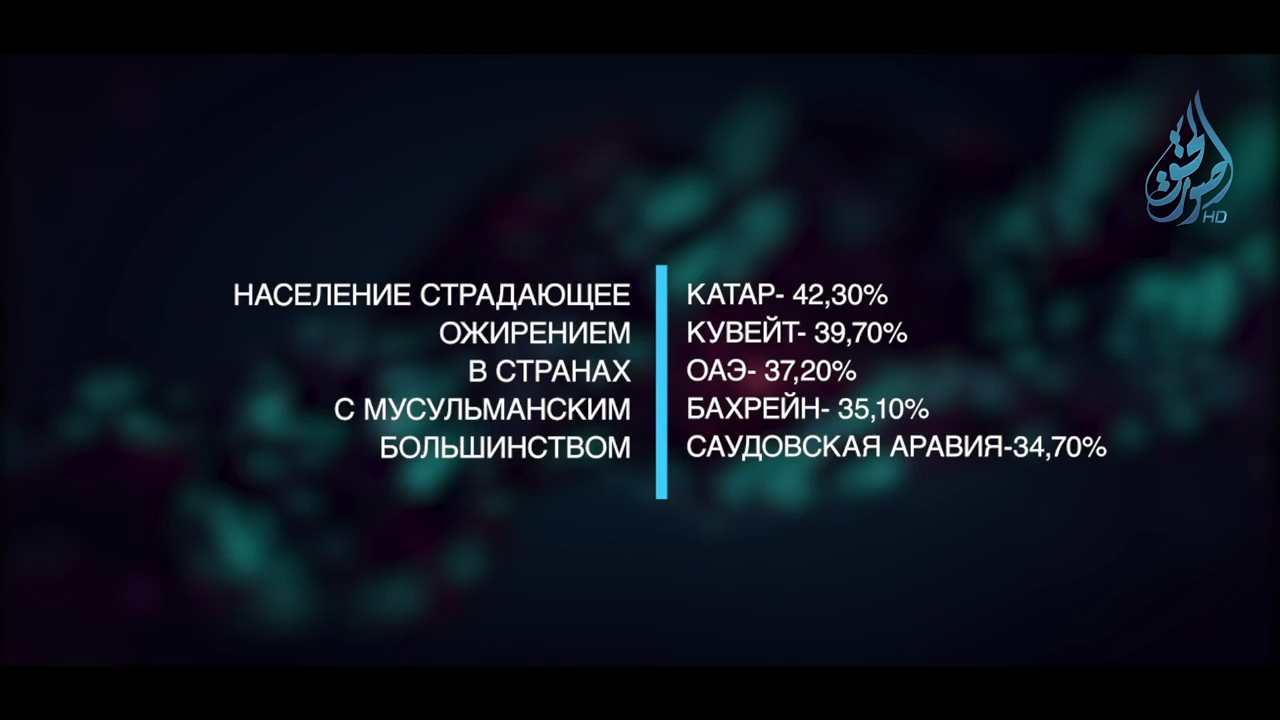 НАСЕЛЕНИЕ СТРАДАЮЩЕЕ
ОЖИРЕНИЕМ
В СТРАНАХ
С МУСУЛЬМАНСКИМ
БОЛЬШИНСТВОМ
КАТАР- 42,30%
КУВЕЙТ- 39,70%
ОАЭ- 37,20%
БАХРЕЙН- 35,10%
САУДОВСКАЯ АРАВИЯ-34,70%
HD